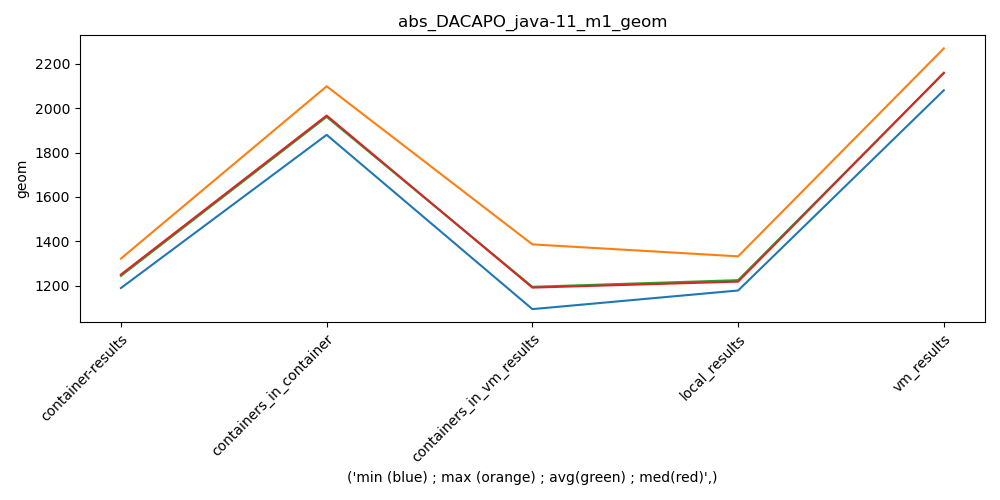 abs_DACAPO_java-11_m1_geom
geom
2200
2000
1800
1600
1400
1200
container-results
containers_in_container
containers_in_vm_results
local_results
vm_results
('min (blue) ; max (orange) ; avg(green) ; med(red)',)